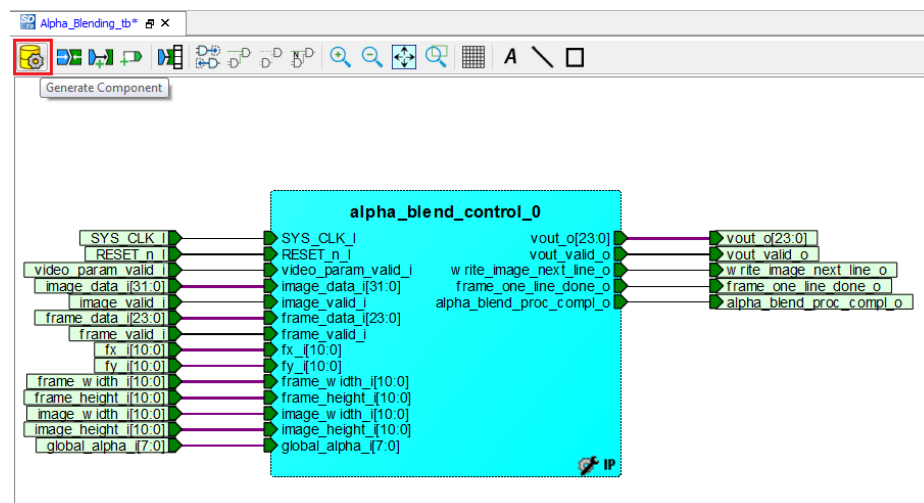 Alpha_Blending_tb*
A
Generate Component
alpha_blend_control_0
SYS_CLK_I
RESET_n_I
video_param_valid_i
image_data_i[31:0]
image_valid_i
frame_data_i[23:0]
frame_valid_i
fx_i[10:0]
fy_i[10:0]
frame_width_i[10:0]
frame_height_i[10:0]
image_width_i[10:0]
image_height_i[10:0]
global_alpha_i[7:0]
SYS_CLK_I
RESET_n_I
video_param_valid_i
image_data_i[31:0]
image_valid_i
frame_data_i[23:0]
frame_valid_i
fx_i[10:0]
fy_i[10:0]
frame_width_i[10:0]
frame_height_i[10:0]
image_width_i[10:0]
image_height_i[10:0]
global_alpha_i[7:0]
vout_o[23:0]
vout_valid_o
write_image_next_line_o
frame_one_line_done_o
alpha_blend_proc_compl_o
IP
vout_o[23:0]
vout_valid_o
write_image_next_line_o
frame_one_line_done_o
alpha_blend_proc_compl_o